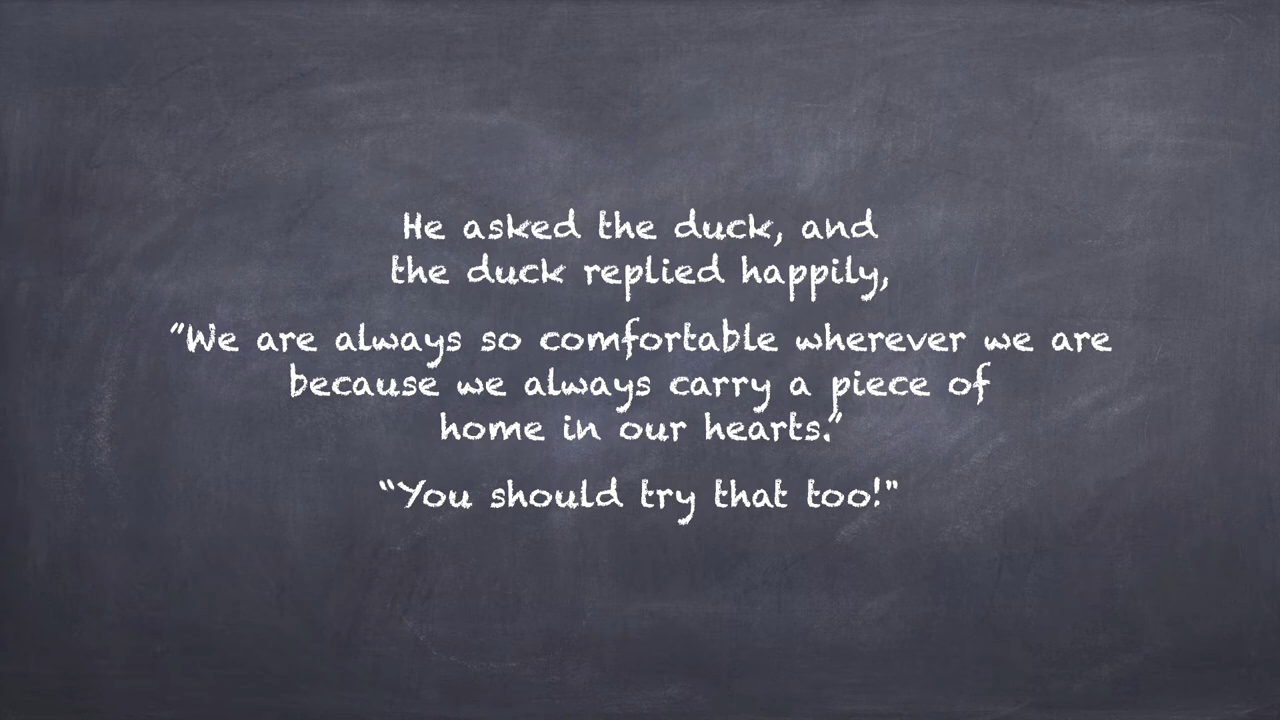 He asked the duck, and
the duck replied happily,
"We are always so comfortable wherever we are
because we always carry a piece of
home in our hearts."
“You should try that too!"